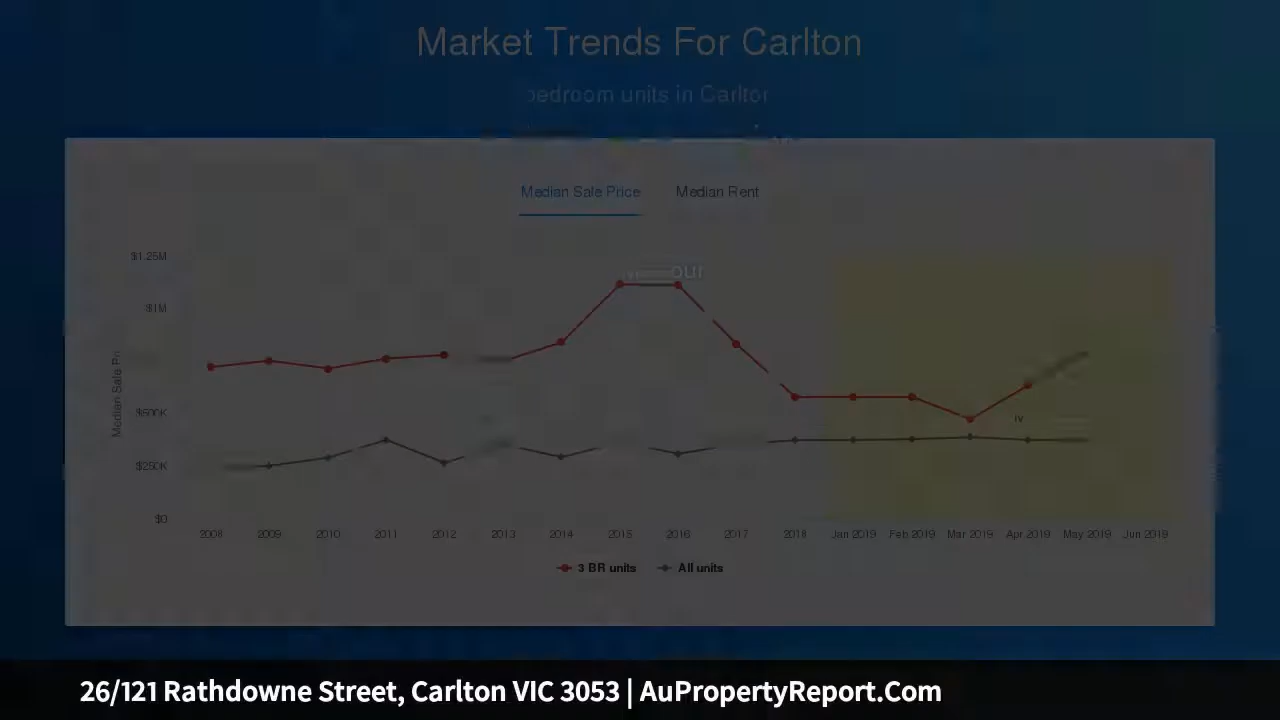 Market Trends For Carlton
units in
Median Sale Price Median Rent
$1.25M
$1M
$500K
$250K
$0
Median Sale
2008 2009 2010 2011 2012 2013 2014 2015 2016 2017 2018 Jan 2019 Feb 2019 Mar 2019 Apr 2019 May 2019 Jun 2019
3 BR units All units
26/121 Rathdowne Street, Carlton VIC 3053 | AuPropertyReport.Com